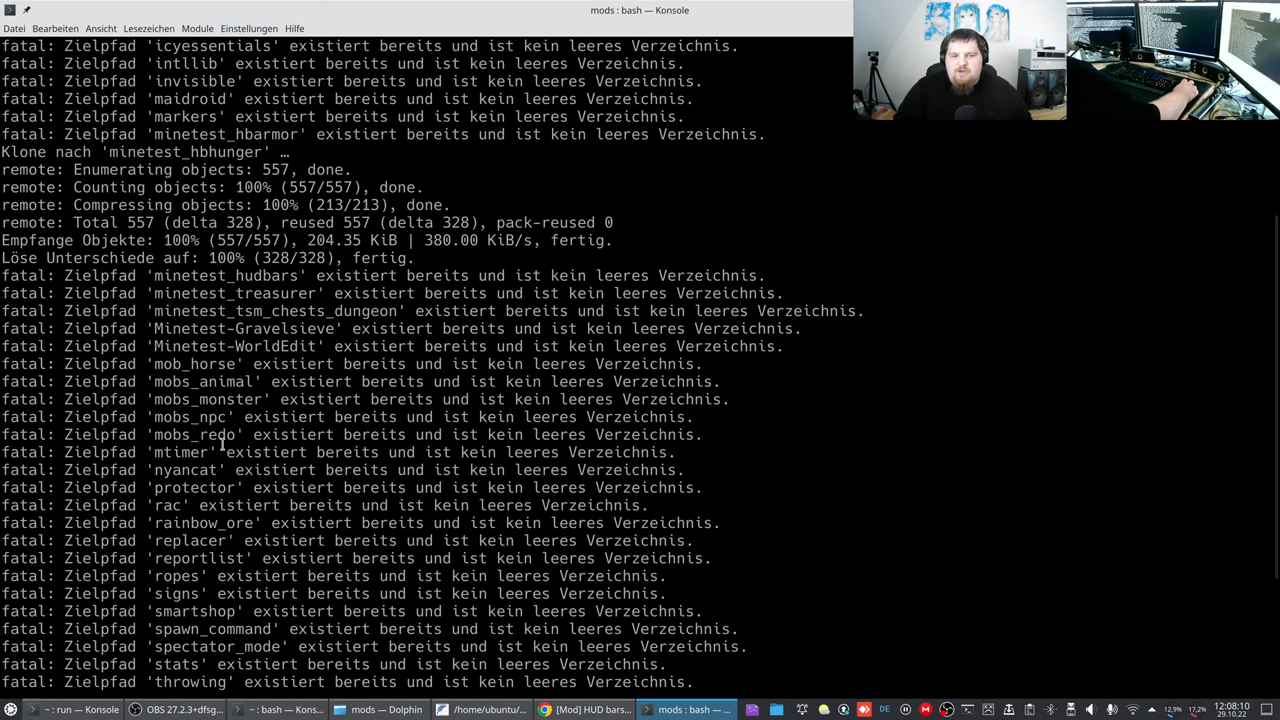 mods : bash — Konsole
Datei Bearbeiten Ansicht Lesezeichen Module Einstellungen Hilfe
fatal: Zielpfad 'icyessentials' existiert bereits und ist kein leeres Verzeichnis.
fatal: Zielpfad 'intllib' existiert bereits und ist kein leeres Verzeichnis.
fatal: Zielpfad 'invisible' existiert bereits und ist kein leeres Verzeichnis.
fatal: Zielpfad 'maidroid' existiert bereits und ist kein leeres Verzeichnis.
fatal: Zielpfad 'markers' existiert bereits und ist kein leeres Verzeichnis.
fatal: Zielpfad 'minetest_hbarmor' existiert bereits und ist kein leeres Verzeichnis.
Klone nach 'minetest_hbhunger' …
remote: Enumerating objects: 557, done.
remote: Counting objects: 100% (557/557), done.
remote: Compressing objects: 100% (213/213), done.
remote: Total 557 (delta 328), reused 557 (delta 328), pack-reused 0
Empfange Objekte: 100% (557/557), 204.35 KiB | 380.00 KiB/s, fertig.
Löse Unterschiede auf: 100% (328/328), fertig.
fatal: Zielpfad 'minetest_hudbars' existiert bereits und ist kein leeres Verzeichnis.
fatal: Zielpfad 'minetest_treasurer' existiert bereits und ist kein leeres Verzeichnis.
fatal: Zielpfad 'minetest_tsm_chests_dungeon' existiert bereits und ist kein leeres Verzeichnis.
fatal: Zielpfad 'Minetest-Gravelsieve' existiert bereits und ist kein leeres Verzeichnis.
fatal: Zielpfad 'Minetest-WorldEdit' existiert bereits und ist kein leeres Verzeichnis.
fatal: Zielpfad 'mob_horse' existiert bereits und ist kein leeres Verzeichnis.
fatal: Zielpfad 'mobs_animal' existiert bereits und ist kein leeres Verzeichnis.
fatal: Zielpfad 'mobs_monster' existiert bereits und ist kein leeres Verzeichnis.
fatal: Zielpfad 'mobs_npc' existiert bereits und ist kein leeres Verzeichnis.
fatal: Zielpfad 'mobs_redo' existiert bereits und ist kein leeres Verzeichnis.
fatal: Zielpfad 'mtimer' existiert bereits und ist kein leeres Verzeichnis.
fatal: Zielpfad 'nyancat' existiert bereits und ist kein leeres Verzeichnis.
fatal: Zielpfad 'protector' existiert bereits und ist kein leeres Verzeichnis.
fatal: Zielpfad 'rac' existiert bereits und ist kein leeres Verzeichnis.
fatal: Zielpfad 'rainbow_ore' existiert bereits und ist kein leeres Verzeichnis.
fatal: Zielpfad 'replacer' existiert bereits und ist kein leeres Verzeichnis.
fatal: Zielpfad 'reportlist' existiert bereits und ist kein leeres Verzeichnis.
fatal: Zielpfad 'ropes' existiert bereits und ist kein leeres Verzeichnis.
fatal: Zielpfad 'signs' existiert bereits und ist kein leeres Verzeichnis.
fatal: Zielpfad 'smartshop' existiert bereits und ist kein leeres Verzeichnis.
fatal: Zielpfad 'spawn_command' existiert bereits und ist kein leeres Verzeichnis.
fatal: Zielpfad 'spectator_mode' existiert bereits und ist kein leeres Verzeichnis.
fatal: Zielpfad 'stats' existiert bereits und ist kein leeres Verzeichnis.
fatal: Zielpfad 'throwing' existiert bereits und ist kein leeres Verzeichnis.
~ : run — Konsole OBS 27.2.3+dfsg... ~ : bash — Kons... mods — Dolphin /home/ubuntu/... [Mod] HUD bars... mods : bash — ... DE 12,9% 17,2% 12:08:10
29.10.22